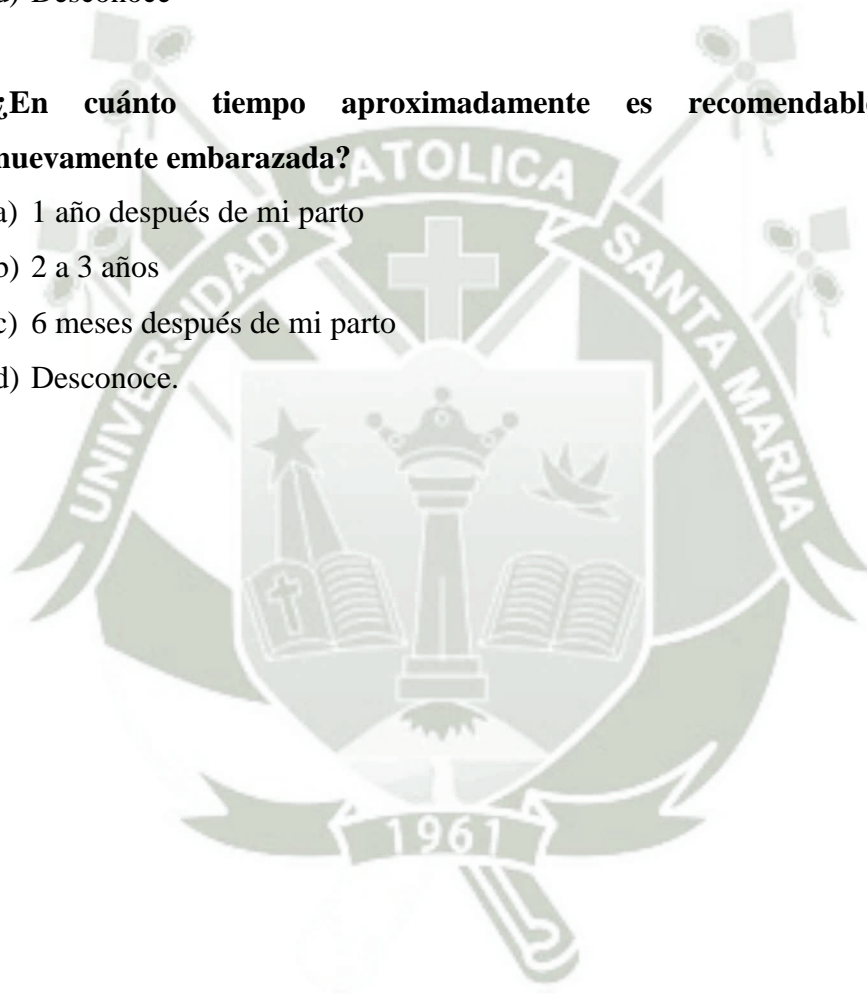 d) Desconoce
¿En cuánto tiempo aproximadamente es recomendable
nuevamente embarazada?
a) 1 año después de mi parto
b) 2 a 3 años
c) 6 meses después de mi parto
d) Desconoce.
UNIVERSIDAD CATOLICA SANTA MARIA
1961